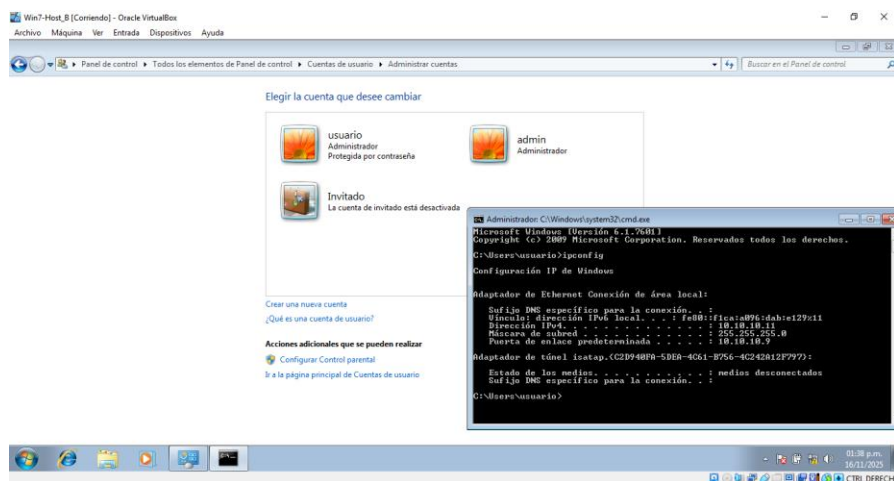 Win7-Host_B [Corriendo] - Oracle VirtualBox
Archivo Máquina Ver Entrada Dispositivos Ayuda
Panel de control Todos los elementos de Panel de control Cuentas de usuario Administrar cuentas
Buscar en el Panel de control
Elegir la cuenta que desee cambiar
usuario
Administrador
Protegida por contraseña
admin
Administrador
Invitado
La cuenta de invitado está desactivada
Crear una nueva cuenta
¿Qué es una cuenta de usuario?
Acciones adicionales que se pueden realizar
Configurar Control parental
Ir a la página principal de Cuentas de usuario
Administrador: C:\Windows\system32\cmd.exe
Microsoft Windows [Versión 6.1.7601]
Copyright (c) 2009 Microsoft Corporation. Reservados todos los derechos.
C:\Users\usuario>ipconfig
Configuración IP de Windows
Adaptador de Ethernet Conexión de área local:
Sufijo DNS específico para la conexión. . :
Vínculo: dirección IPv6 local. . . : fe80::f1ca:a096:dab:e129%11
Dirección IPv4. . . . . . . . . . . . . . : 10.10.10.11
Máscara de subred . . . . . . . . . . . . : 255.255.255.0
Puerta de enlace predeterminada . . . . . : 10.10.10.9
Adaptador de túnel isatap.{C2D940FA-5DEA-4C61-B756-4C242A12F797}:
Estado de los medios. . . . . . . . . . . : medios desconectados
Sufijo DNS específico para la conexión. . :
C:\Users\usuario>
01:38 p.m.
16/11/2025
CTRL DERECH